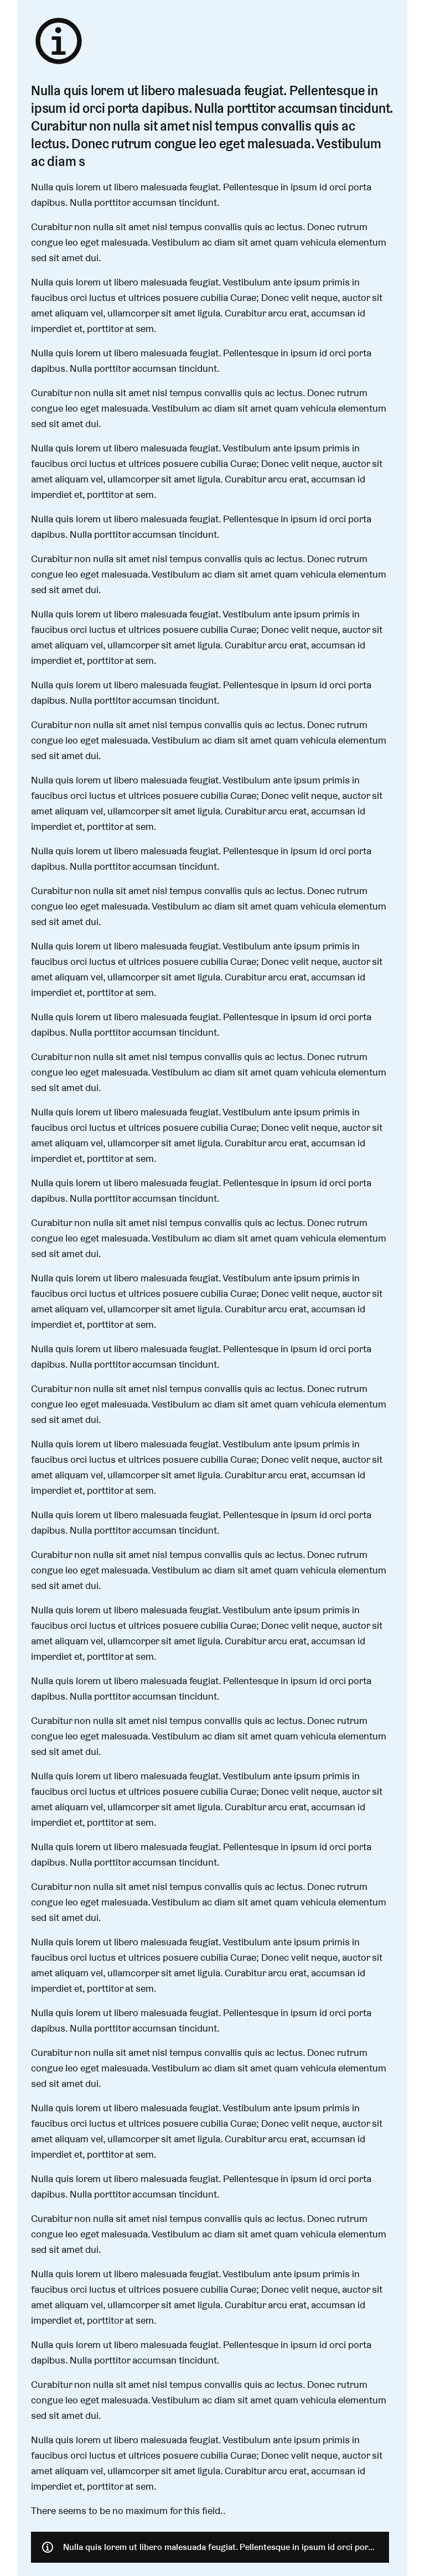 Nulla quis lorem ut libero malesuada feugiat. Pellentesque in
ipsum id orci porta dapibus. Nulla porttitor accumsan tincidunt.
Curabitur non nulla sit amet nisl tempus convallis quis ac
lectus. Donec rutrum congue leo eget malesuada. Vestibulum
ac diam s
Nulla quis lorem ut libero malesuada feugiat. Pellentesque in ipsum id orci porta
dapibus. Nulla porttitor accumsan tincidunt.
Curabitur non nulla sit amet nisl tempus convallis quis ac lectus. Donec rutrum
congue leo eget malesuada. Vestibulum ac diam sit amet quam vehicula elementum
sed sit amet dui.
Nulla quis lorem ut libero malesuada feugiat. Vestibulum ante ipsum primis in
faucibus orci luctus et ultrices posuere cubilia Curae; Donec velit neque, auctor sit
amet aliquam vel, ullamcorper sit amet ligula. Curabitur arcu erat, accumsan id
imperdiet et, porttitor at sem.
Nulla quis lorem ut libero malesuada feugiat. Pellentesque in ipsum id orci porta
dapibus. Nulla porttitor accumsan tincidunt.
Curabitur non nulla sit amet nisl tempus convallis quis ac lectus. Donec rutrum
congue leo eget malesuada. Vestibulum ac diam sit amet quam vehicula elementum
sed sit amet dui.
Nulla quis lorem ut libero malesuada feugiat. Vestibulum ante ipsum primis in
faucibus orci luctus et ultrices posuere cubilia Curae; Donec velit neque, auctor sit
amet aliquam vel, ullamcorper sit amet ligula. Curabitur arcu erat, accumsan id
imperdiet et, porttitor at sem.
Nulla quis lorem ut libero malesuada feugiat. Pellentesque in ipsum id orci porta
dapibus. Nulla porttitor accumsan tincidunt.
Curabitur non nulla sit amet nisl tempus convallis quis ac lectus. Donec rutrum
congue leo eget malesuada. Vestibulum ac diam sit amet quam vehicula elementum
sed sit amet dui.
Nulla quis lorem ut libero malesuada feugiat. Vestibulum ante ipsum primis in
faucibus orci luctus et ultrices posuere cubilia Curae; Donec velit neque, auctor sit
amet aliquam vel, ullamcorper sit amet ligula. Curabitur arcu erat, accumsan id
imperdiet et, porttitor at sem.
Nulla quis lorem ut libero malesuada feugiat. Pellentesque in ipsum id orci porta
dapibus. Nulla porttitor accumsan tincidunt.
Curabitur non nulla sit amet nisl tempus convallis quis ac lectus. Donec rutrum
congue leo eget malesuada. Vestibulum ac diam sit amet quam vehicula elementum
sed sit amet dui.
Nulla quis lorem ut libero malesuada feugiat. Vestibulum ante ipsum primis in
faucibus orci luctus et ultrices posuere cubilia Curae; Donec velit neque, auctor sit
amet aliquam vel, ullamcorper sit amet ligula. Curabitur arcu erat, accumsan id
imperdiet et, porttitor at sem.
Nulla quis lorem ut libero malesuada feugiat. Pellentesque in ipsum id orci porta
dapibus. Nulla porttitor accumsan tincidunt.
Curabitur non nulla sit amet nisl tempus convallis quis ac lectus. Donec rutrum
congue leo eget malesuada. Vestibulum ac diam sit amet quam vehicula elementum
sed sit amet dui.
Nulla quis lorem ut libero malesuada feugiat. Vestibulum ante ipsum primis in
faucibus orci luctus et ultrices posuere cubilia Curae; Donec velit neque, auctor sit
amet aliquam vel, ullamcorper sit amet ligula. Curabitur arcu erat, accumsan id
imperdiet et, porttitor at sem.
Nulla quis lorem ut libero malesuada feugiat. Pellentesque in ipsum id orci porta
dapibus. Nulla porttitor accumsan tincidunt.
Curabitur non nulla sit amet nisl tempus convallis quis ac lectus. Donec rutrum
congue leo eget malesuada. Vestibulum ac diam sit amet quam vehicula elementum
sed sit amet dui.
Nulla quis lorem ut libero malesuada feugiat. Vestibulum ante ipsum primis in
faucibus orci luctus et ultrices posuere cubilia Curae; Donec velit neque, auctor sit
amet aliquam vel, ullamcorper sit amet ligula. Curabitur arcu erat, accumsan id
imperdiet et, porttitor at sem.
Nulla quis lorem ut libero malesuada feugiat. Pellentesque in ipsum id orci porta
dapibus. Nulla porttitor accumsan tincidunt.
Curabitur non nulla sit amet nisl tempus convallis quis ac lectus. Donec rutrum
congue leo eget malesuada. Vestibulum ac diam sit amet quam vehicula elementum
sed sit amet dui.
Nulla quis lorem ut libero malesuada feugiat. Vestibulum ante ipsum primis in
faucibus orci luctus et ultrices posuere cubilia Curae; Donec velit neque, auctor sit
amet aliquam vel, ullamcorper sit amet ligula. Curabitur arcu erat, accumsan id
imperdiet et, porttitor at sem.
Nulla quis lorem ut libero malesuada feugiat. Pellentesque in ipsum id orci porta
dapibus. Nulla porttitor accumsan tincidunt.
Curabitur non nulla sit amet nisl tempus convallis quis ac lectus. Donec rutrum
congue leo eget malesuada. Vestibulum ac diam sit amet quam vehicula elementum
sed sit amet dui.
Nulla quis lorem ut libero malesuada feugiat. Vestibulum ante ipsum primis in
faucibus orci luctus et ultrices posuere cubilia Curae; Donec velit neque, auctor sit
amet aliquam vel, ullamcorper sit amet ligula. Curabitur arcu erat, accumsan id
imperdiet et, porttitor at sem.
Nulla quis lorem ut libero malesuada feugiat. Pellentesque in ipsum id orci porta
dapibus. Nulla porttitor accumsan tincidunt.
Curabitur non nulla sit amet nisl tempus convallis quis ac lectus. Donec rutrum
congue leo eget malesuada. Vestibulum ac diam sit amet quam vehicula elementum
sed sit amet dui.
Nulla quis lorem ut libero malesuada feugiat. Vestibulum ante ipsum primis in
faucibus orci luctus et ultrices posuere cubilia Curae; Donec velit neque, auctor sit
amet aliquam vel, ullamcorper sit amet ligula. Curabitur arcu erat, accumsan id
imperdiet et, porttitor at sem.
Nulla quis lorem ut libero malesuada feugiat. Pellentesque in ipsum id orci porta
dapibus. Nulla porttitor accumsan tincidunt.
Curabitur non nulla sit amet nisl tempus convallis quis ac lectus. Donec rutrum
congue leo eget malesuada. Vestibulum ac diam sit amet quam vehicula elementum
sed sit amet dui.
Nulla quis lorem ut libero malesuada feugiat. Vestibulum ante ipsum primis in
faucibus orci luctus et ultrices posuere cubilia Curae; Donec velit neque, auctor sit
amet aliquam vel, ullamcorper sit amet ligula. Curabitur arcu erat, accumsan id
imperdiet et, porttitor at sem.
Nulla quis lorem ut libero malesuada feugiat. Pellentesque in ipsum id orci porta
dapibus. Nulla porttitor accumsan tincidunt.
Curabitur non nulla sit amet nisl tempus convallis quis ac lectus. Donec rutrum
congue leo eget malesuada. Vestibulum ac diam sit amet quam vehicula elementum
sed sit amet dui.
Nulla quis lorem ut libero malesuada feugiat. Vestibulum ante ipsum primis in
faucibus orci luctus et ultrices posuere cubilia Curae; Donec velit neque, auctor sit
amet aliquam vel, ullamcorper sit amet ligula. Curabitur arcu erat, accumsan id
imperdiet et, porttitor at sem.
Nulla quis lorem ut libero malesuada feugiat. Pellentesque in ipsum id orci porta
dapibus. Nulla porttitor accumsan tincidunt.
Curabitur non nulla sit amet nisl tempus convallis quis ac lectus. Donec rutrum
congue leo eget malesuada. Vestibulum ac diam sit amet quam vehicula elementum
sed sit amet dui.
Nulla quis lorem ut libero malesuada feugiat. Vestibulum ante ipsum primis in
faucibus orci luctus et ultrices posuere cubilia Curae; Donec velit neque, auctor sit
amet aliquam vel, ullamcorper sit amet ligula. Curabitur arcu erat, accumsan id
imperdiet et, porttitor at sem.
Nulla quis lorem ut libero malesuada feugiat. Pellentesque in ipsum id orci porta
dapibus. Nulla porttitor accumsan tincidunt.
Curabitur non nulla sit amet nisl tempus convallis quis ac lectus. Donec rutrum
congue leo eget malesuada. Vestibulum ac diam sit amet quam vehicula elementum
sed sit amet dui.
Nulla quis lorem ut libero malesuada feugiat. Vestibulum ante ipsum primis in
faucibus orci luctus et ultrices posuere cubilia Curae; Donec velit neque, auctor sit
amet aliquam vel, ullamcorper sit amet ligula. Curabitur arcu erat, accumsan id
imperdiet et, porttitor at sem.
Nulla quis lorem ut libero malesuada feugiat. Pellentesque in ipsum id orci porta
dapibus. Nulla porttitor accumsan tincidunt.
Curabitur non nulla sit amet nisl tempus convallis quis ac lectus. Donec rutrum
congue leo eget malesuada. Vestibulum ac diam sit amet quam vehicula elementum
sed sit amet dui.
Nulla quis lorem ut libero malesuada feugiat. Vestibulum ante ipsum primis in
faucibus orci luctus et ultrices posuere cubilia Curae; Donec velit neque, auctor sit
amet aliquam vel, ullamcorper sit amet ligula. Curabitur arcu erat, accumsan id
imperdiet et, porttitor at sem.
There seems to be no maximum for this field..
Nulla quis lorem ut libero malesuada feugiat. Pellentesque in ipsum id orci por...